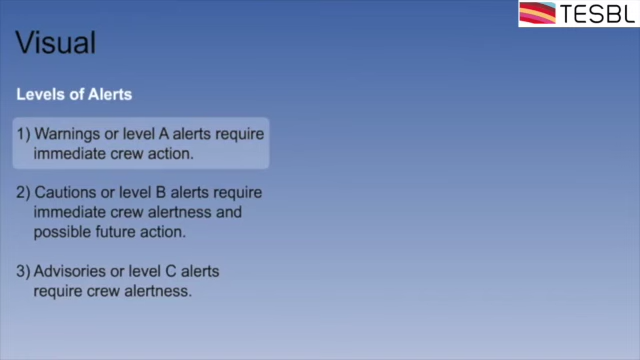 TESBL
Visual
Levels of Alerts
1) Warnings or level A alerts require
immediate crew action.
2) Cautions or level B alerts require
immediate crew alertness and
possible future action.
3) Advisories or level C alerts
require crew alertness.